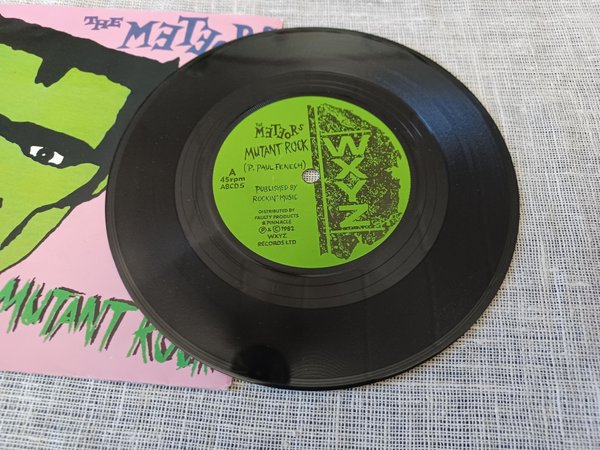 THE METEORS
MUTANT ROCK
THE METEORS
MUTANT ROCK
(P. PAUL FENECH)
A
45rpm
ABCD5
PUBLISHED BY
ROCKIN' MUSIC
DISTRIBUTED BY
FAULTY PRODUCTS
& PINNACLE
Ⓟ & Ⓒ 1982
WXYZ
RECORDS LTD
WXYZ